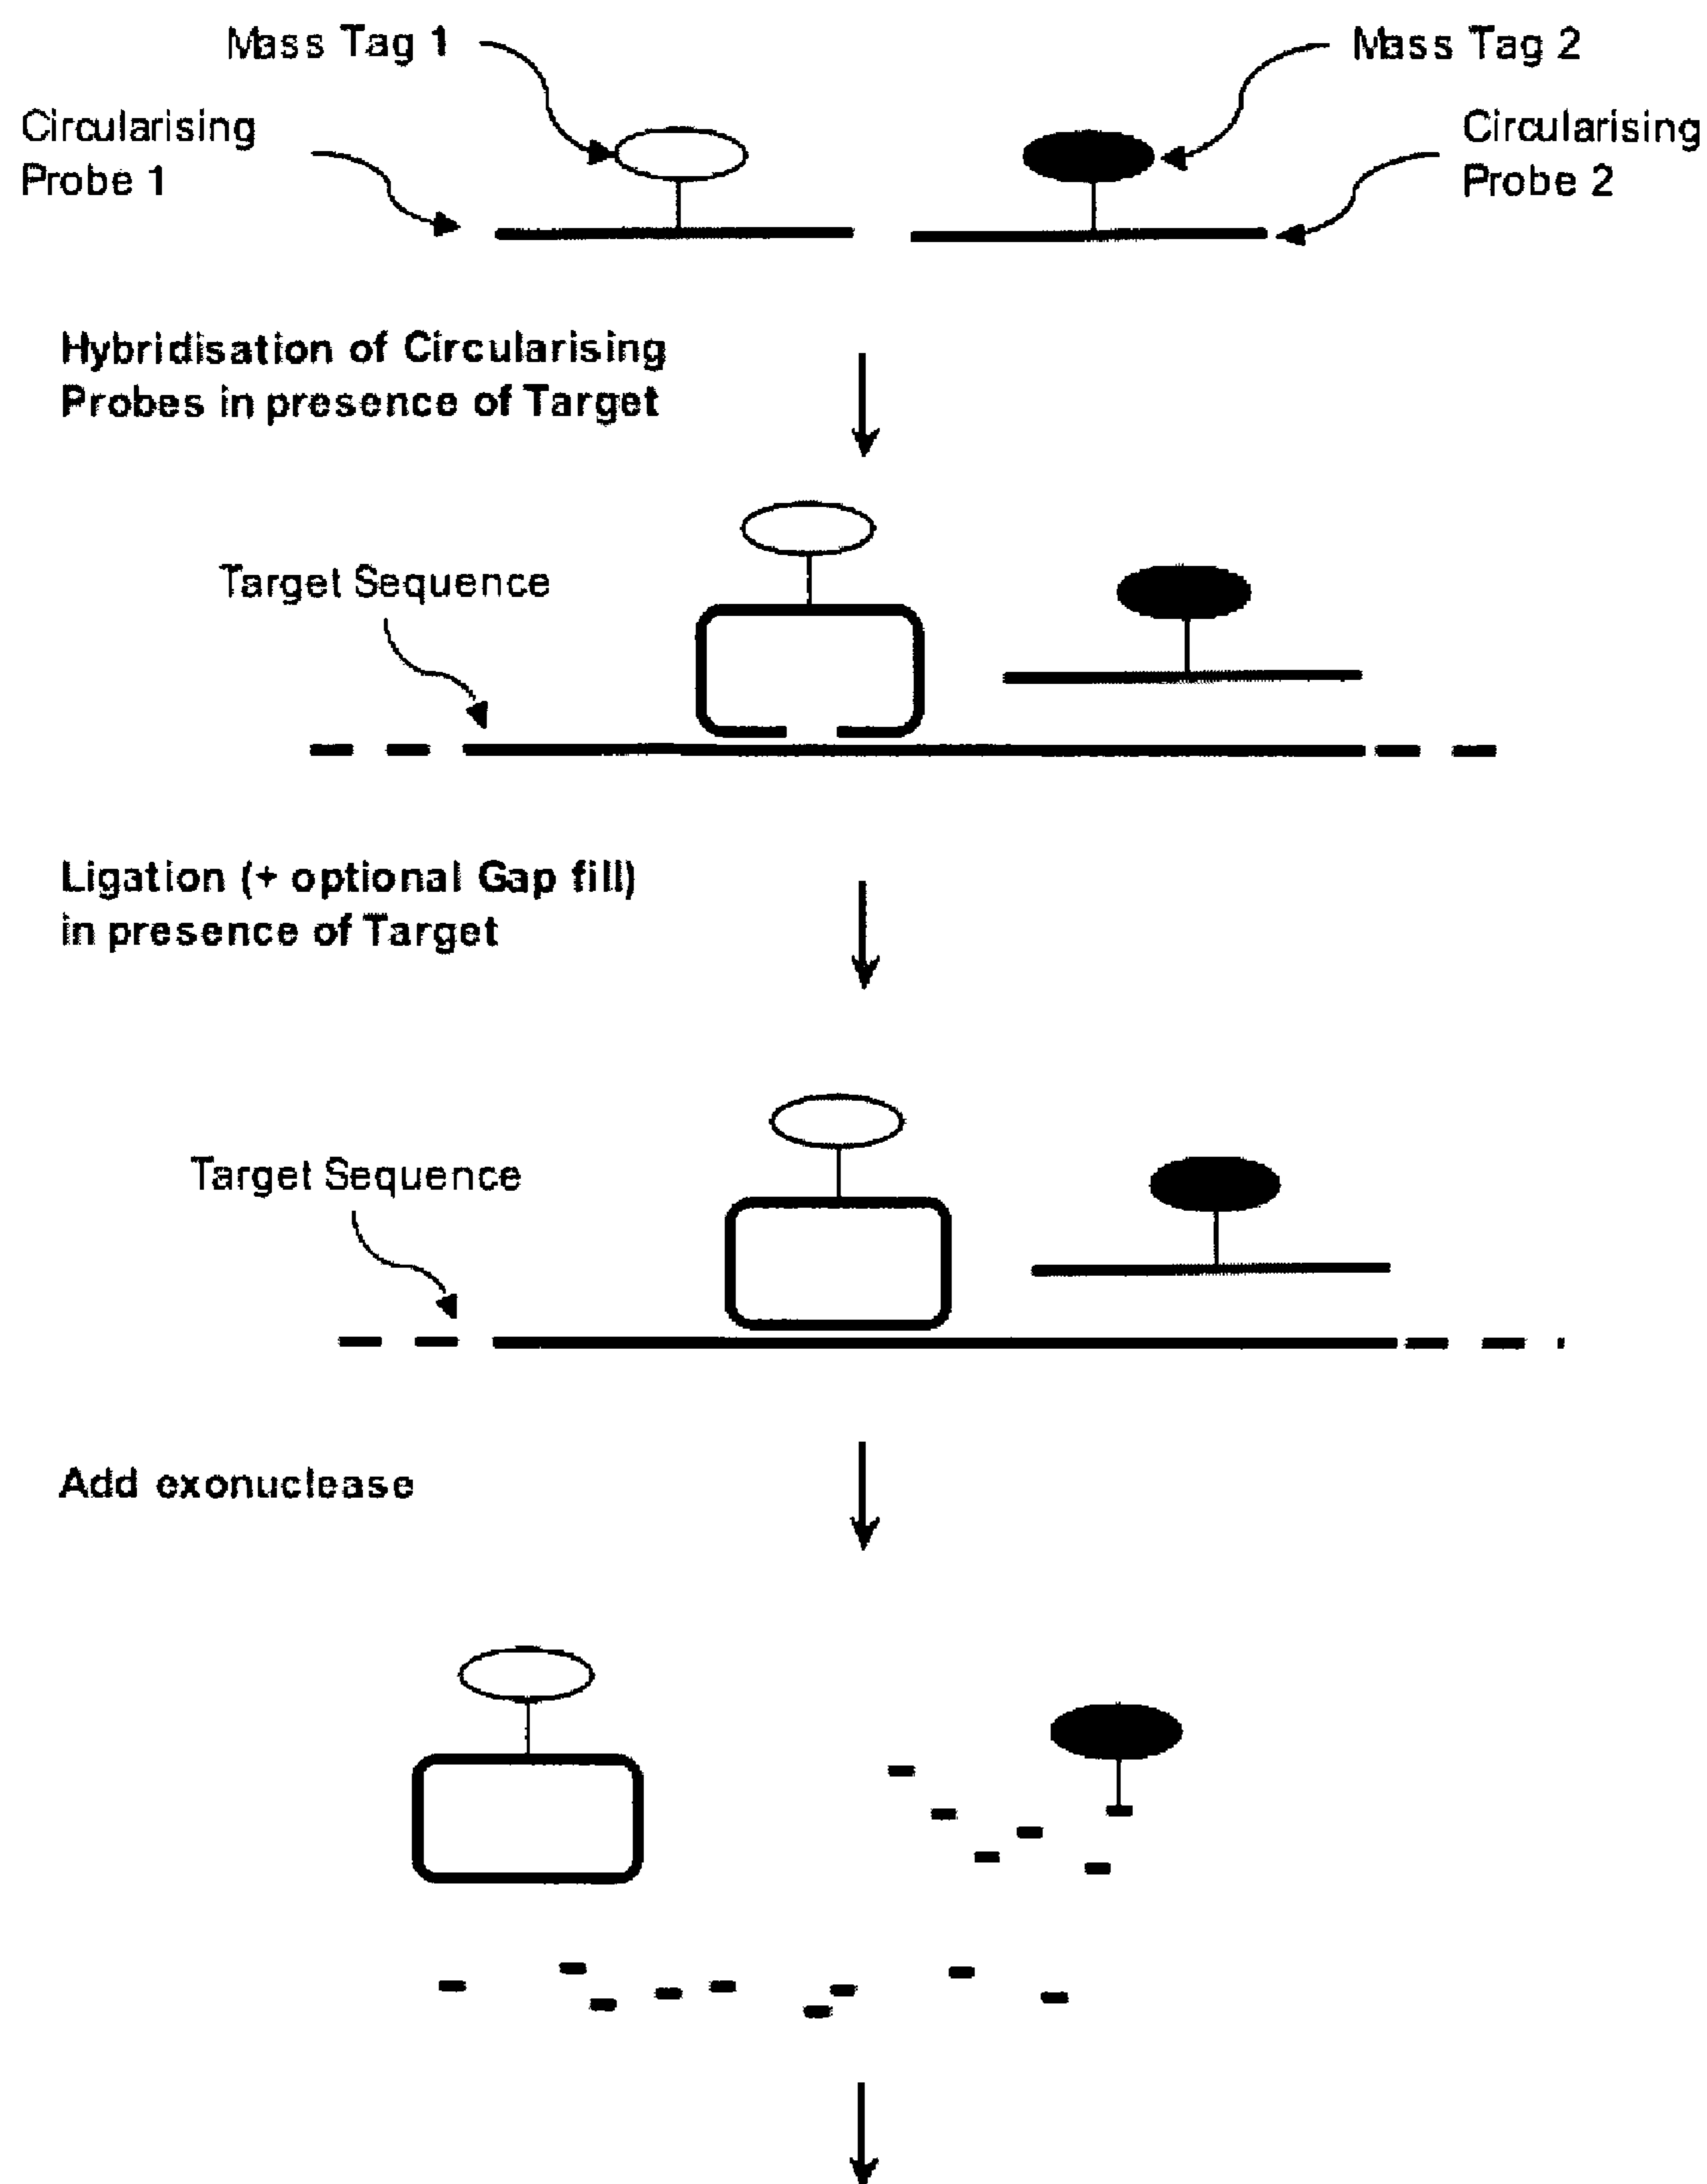 Mass Tag 1
Mass Tag 2
Circularising
Probe 1
Circularising
Probe 2
Hybridisation of Circularising
Probes in presence of Target
Target Sequence
Ligation (+ optional Gap fill)
in presence of Target
Target Sequence
Add exonuclease